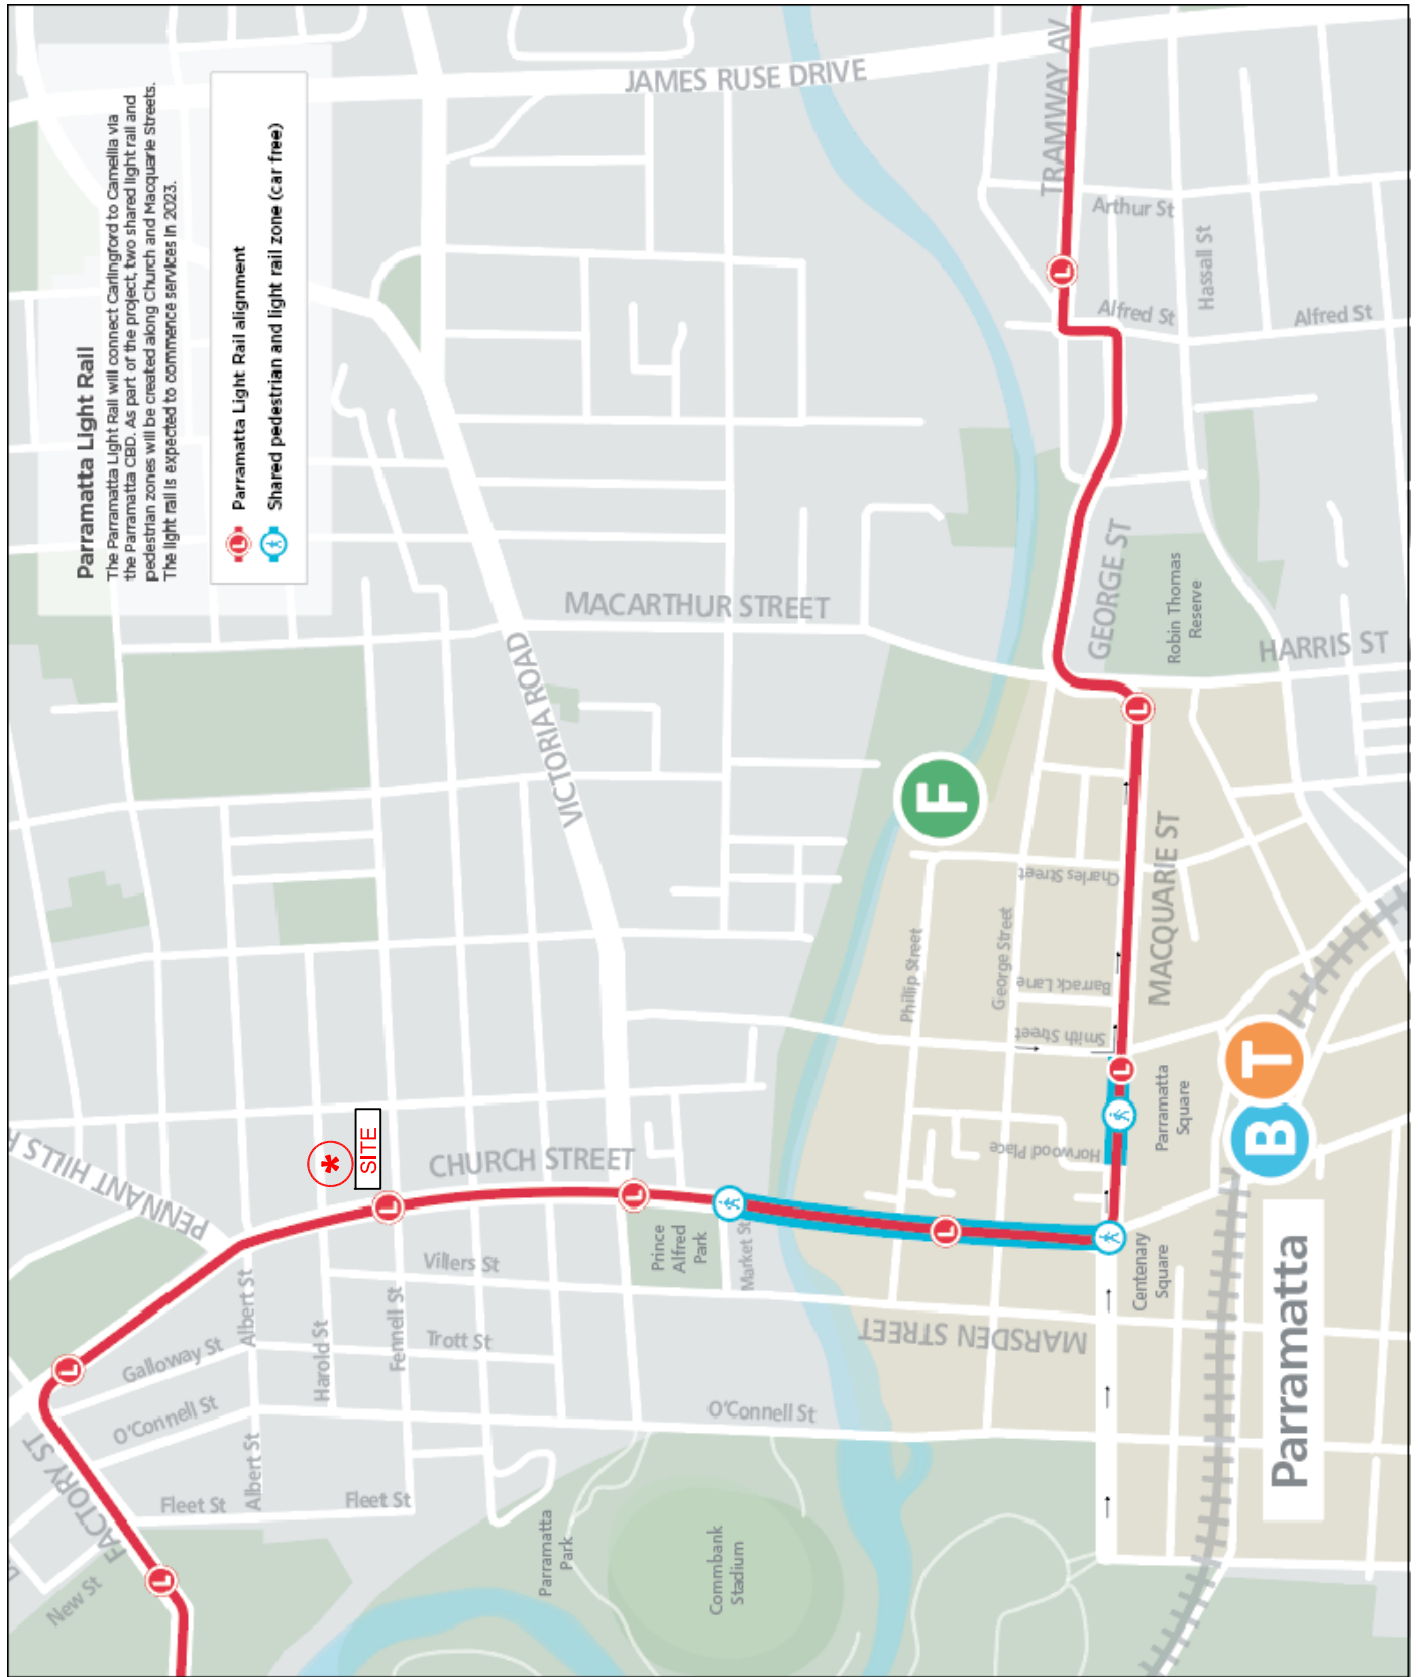 Parramatta Light Rail
The Parramatta Light Rail will connect Carlingford to Camellia via
the Parramatta CBD. As part of the project, two shared light rail and
pedestrian zones will be created along Church and Macquarie Streets.
The light rail is expected to commence services in 2023.
L Parramatta Light Rail alignment
Shared pedestrian and light rail zone (car free)
JAMES RUSE DRIVE
TRAMWAY AV
Arthur St
Hassall St
Alfred St
Alfred St
L
MACARTHUR STREET
VICTORIA ROAD
GEORGE ST
Robin Thomas
Reserve
HARRIS ST
L
F
Charles Street
MACQUARIE ST
Phillip Street
George Street
Barrack Lane
Smith Street
L
Parramatta
Square
Horwood Place
T
B
PENNANT HILLS
*
SITE
CHURCH STREET
L
L
L
Prince
Alfred
Park
Market St
Centenary
Square
Villers St
Albert St
Harold St
Fennell St
Trott St
MARSDEN STREET
Parramatta
L
Galloway St
O'Connell St
O'Connell St
Albert St
Fleet St
Fleet St
FACTORY ST
L
New St
Parramatta
Park
Commbank
Stadium